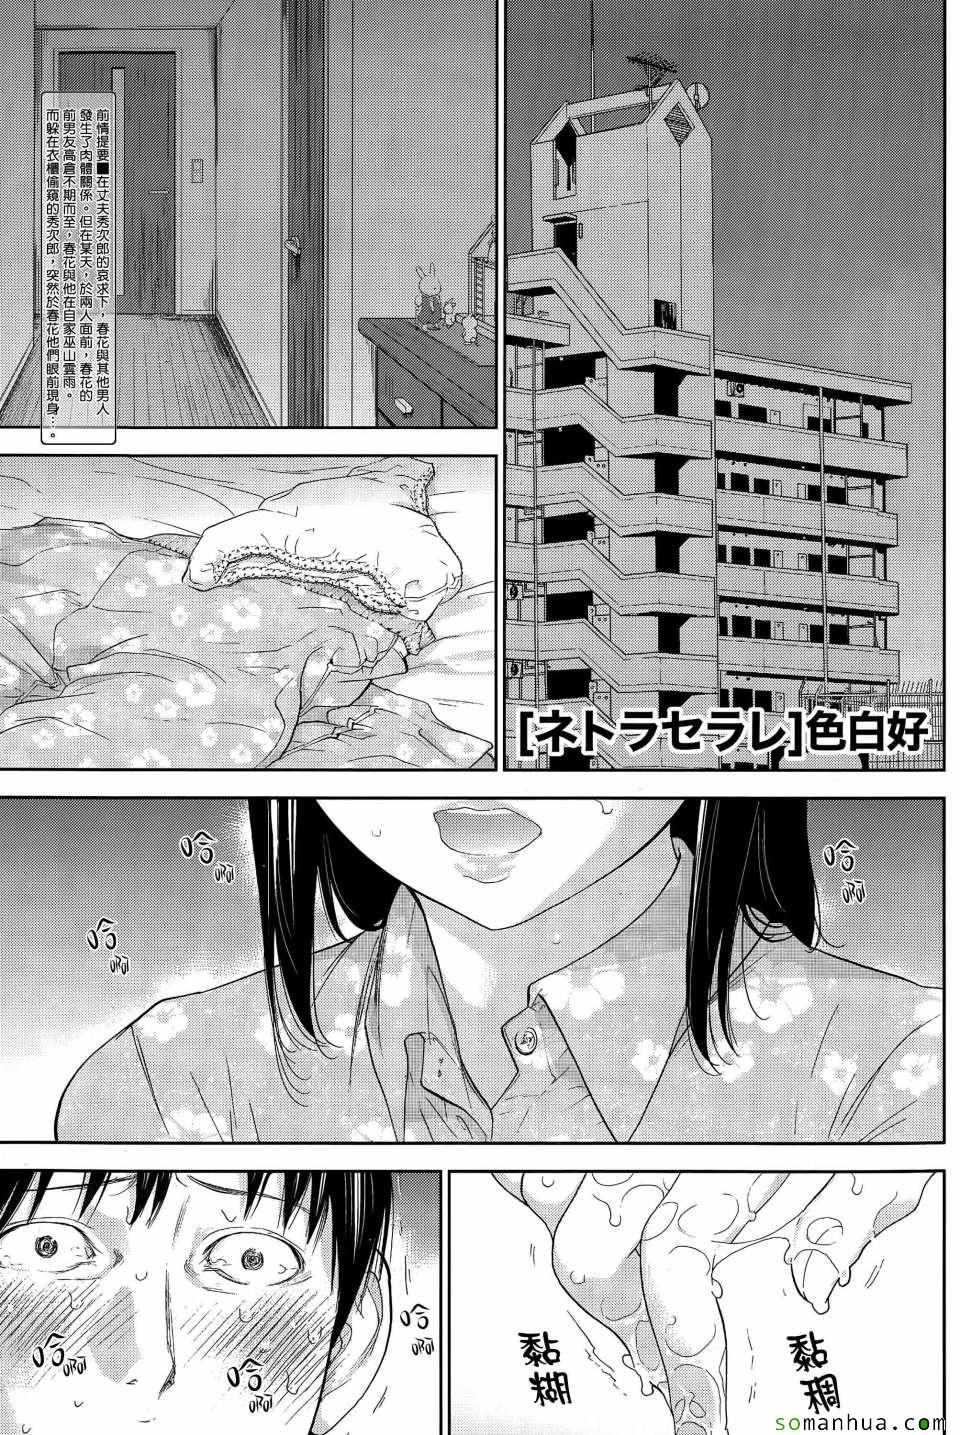 前情提要■在丈夫秀次郎的哀求下，春花與其他男人
發生了肉體關係。但在某天，於兩人面前，春花的
前男友高倉不期而至，春花與他在自家巫山雲雨。
而躲在衣櫃偷窺的秀次郎，突然於春花他們眼前現身…。
[ネトラセラレ]色白好
哈啊
哈啊
哈啊
黏稠
黏糊
哈啊
哈啊
哈啊
somanhua.com